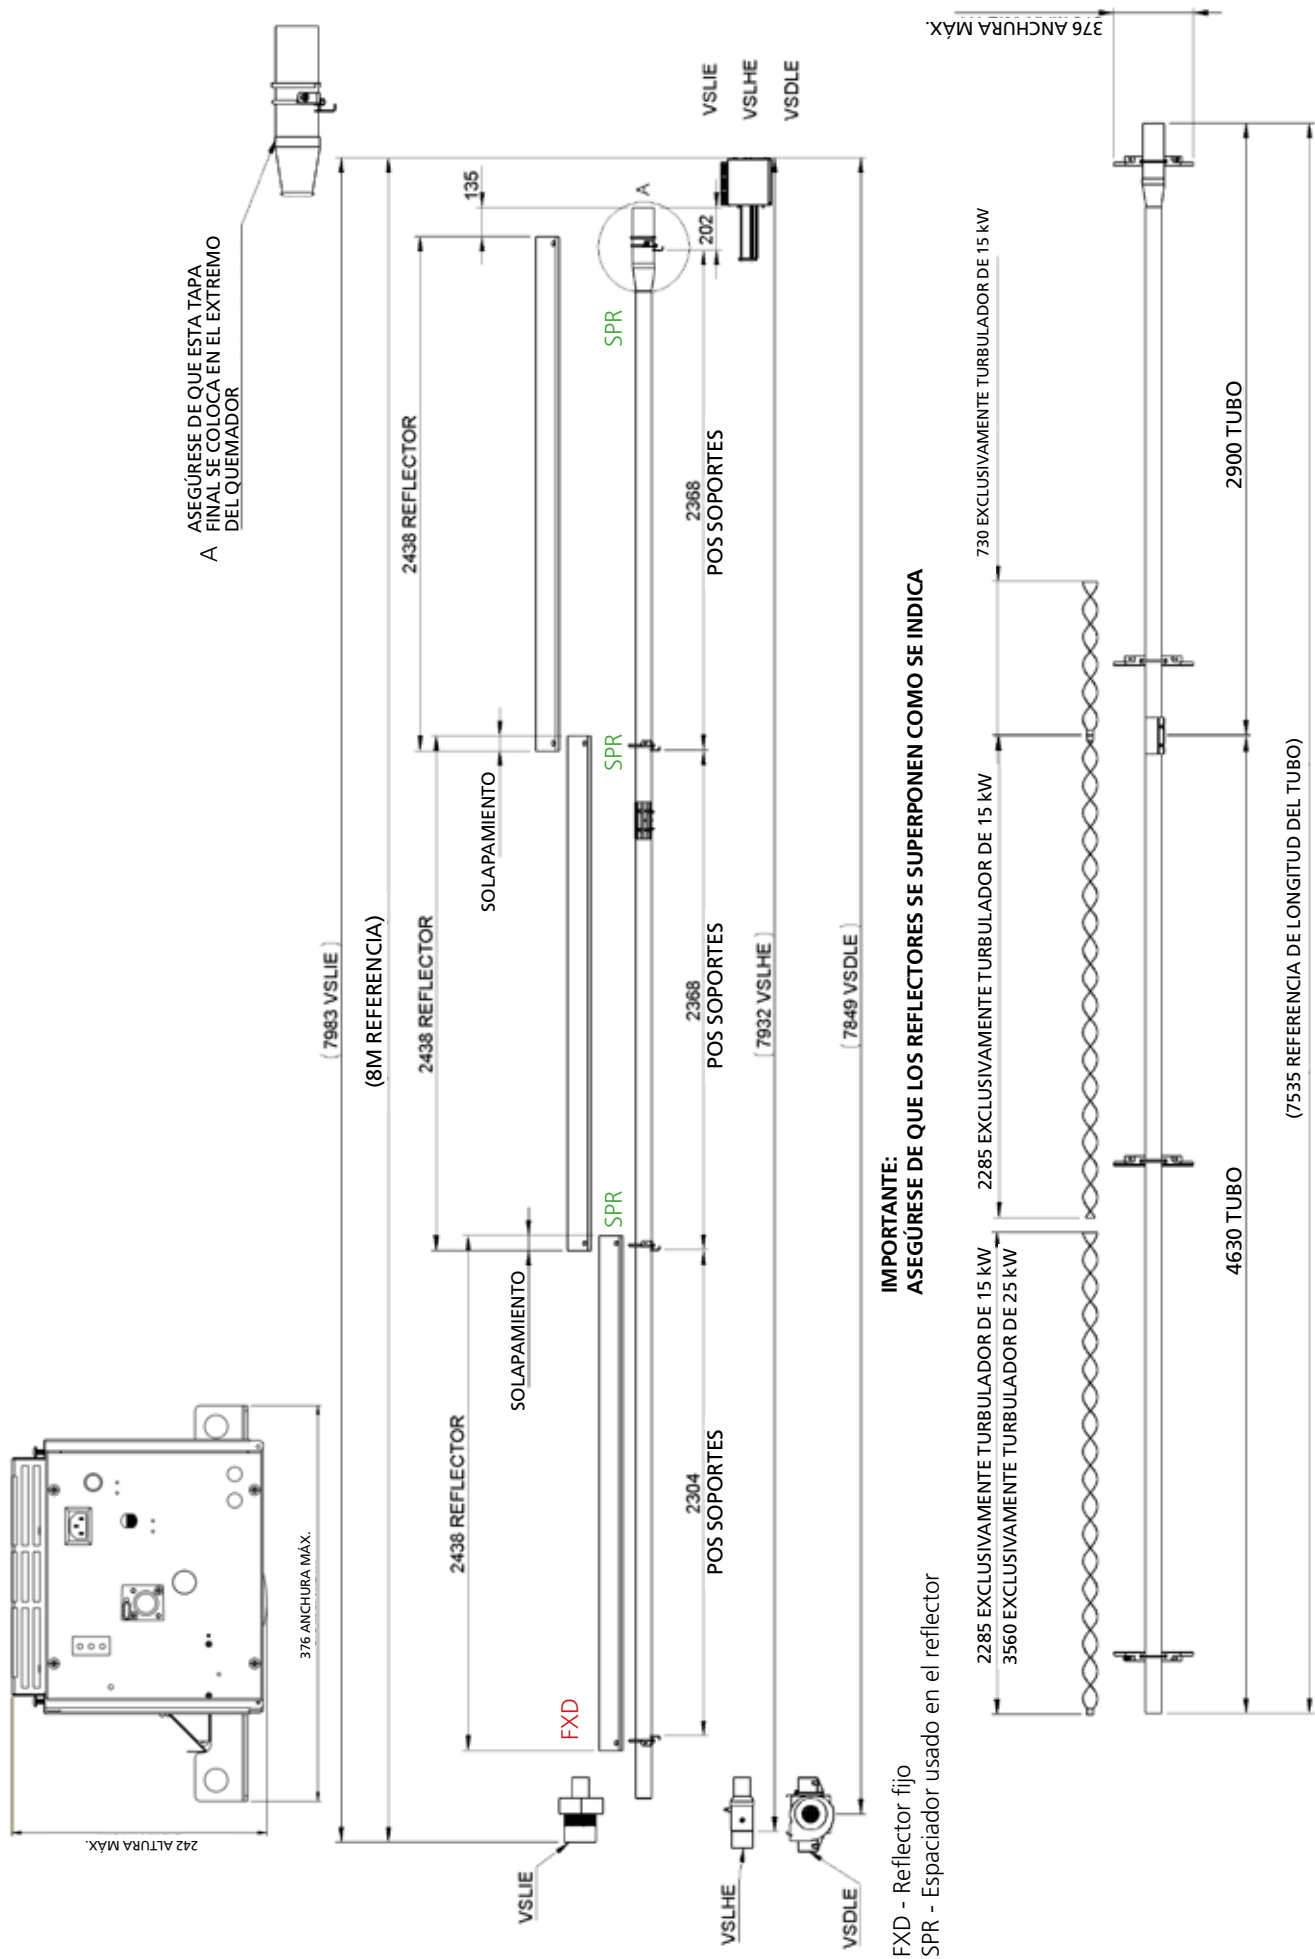 242 ALTURA MÁX.
376 ANCHURA MÁX.
A
ASEGÚRESE DE QUE ESTA TAPA
FINAL SE COLOCA EN EL EXTREMO
DEL QUEMADOR
( 7983 VSLIE )
(8M REFERENCIA)
2438 REFLECTOR
2438 REFLECTOR
2438 REFLECTOR
135
SOLAPAMIENTO
SOLAPAMIENTO
VSLIE
FXD
SPR
SPR
SPR
A
2304
POS SOPORTES
2368
POS SOPORTES
2368
POS SOPORTES
202
VSLIE
VSLHE
VSDLE
VSLHE
( 7932 VSLHE )
VSDLE
( 7849 VSDLE )
FXD - Reflector fijo
SPR - Espaciador usado en el reflector
IMPORTANTE:
ASEGÚRESE DE QUE LOS REFLECTORES SE SUPERPONEN COMO SE INDICA
2285 EXCLUSIVAMENTE TURBULADOR DE 15 kW
3560 EXCLUSIVAMENTE TURBULADOR DE 25 kW
2285 EXCLUSIVAMENTE TURBULADOR DE 15 kW
730 EXCLUSIVAMENTE TURBULADOR DE 15 kW
376 ANCHURA MÁX.
4630 TUBO
2900 TUBO
(7535 REFERENCIA DE LONGITUD DEL TUBO)